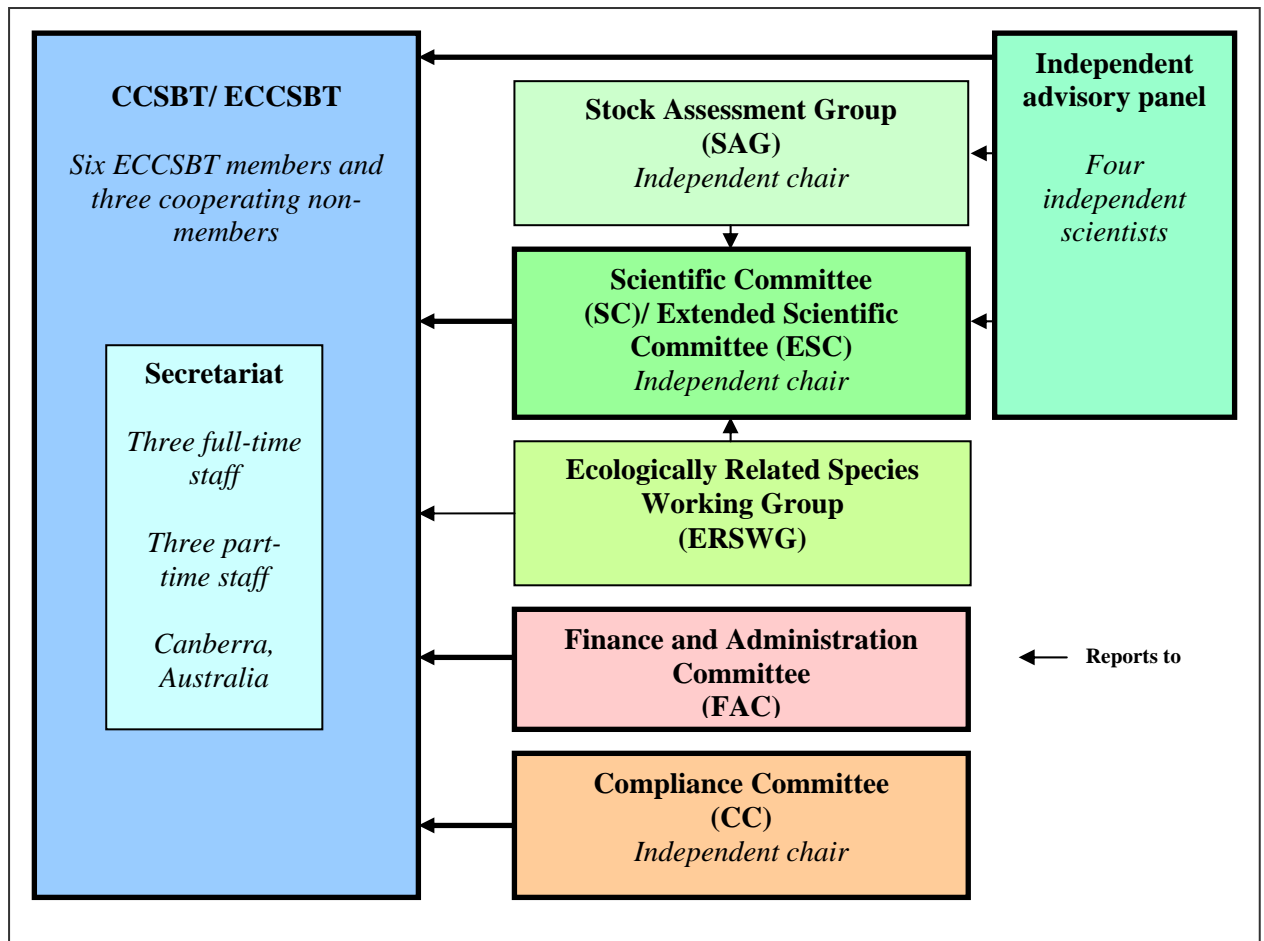 CCSBT/ ECCSBT
Six ECCSBT members and
three cooperating non-
members
Secretariat
Three full-time
staff
Three part-
time staff
Canberra,
Australia
Stock Assessment Group
(SAG)
Independent chair
Scientific Committee
(SC)/ Extended Scientific
Committee (ESC)
Independent chair
Ecologically Related Species
Working Group
(ERSWG)
Finance and Administration
Committee
(FAC)
Compliance Committee
(CC)
Independent chair
Independent
advisory panel
Four
independent
scientists
Reports to